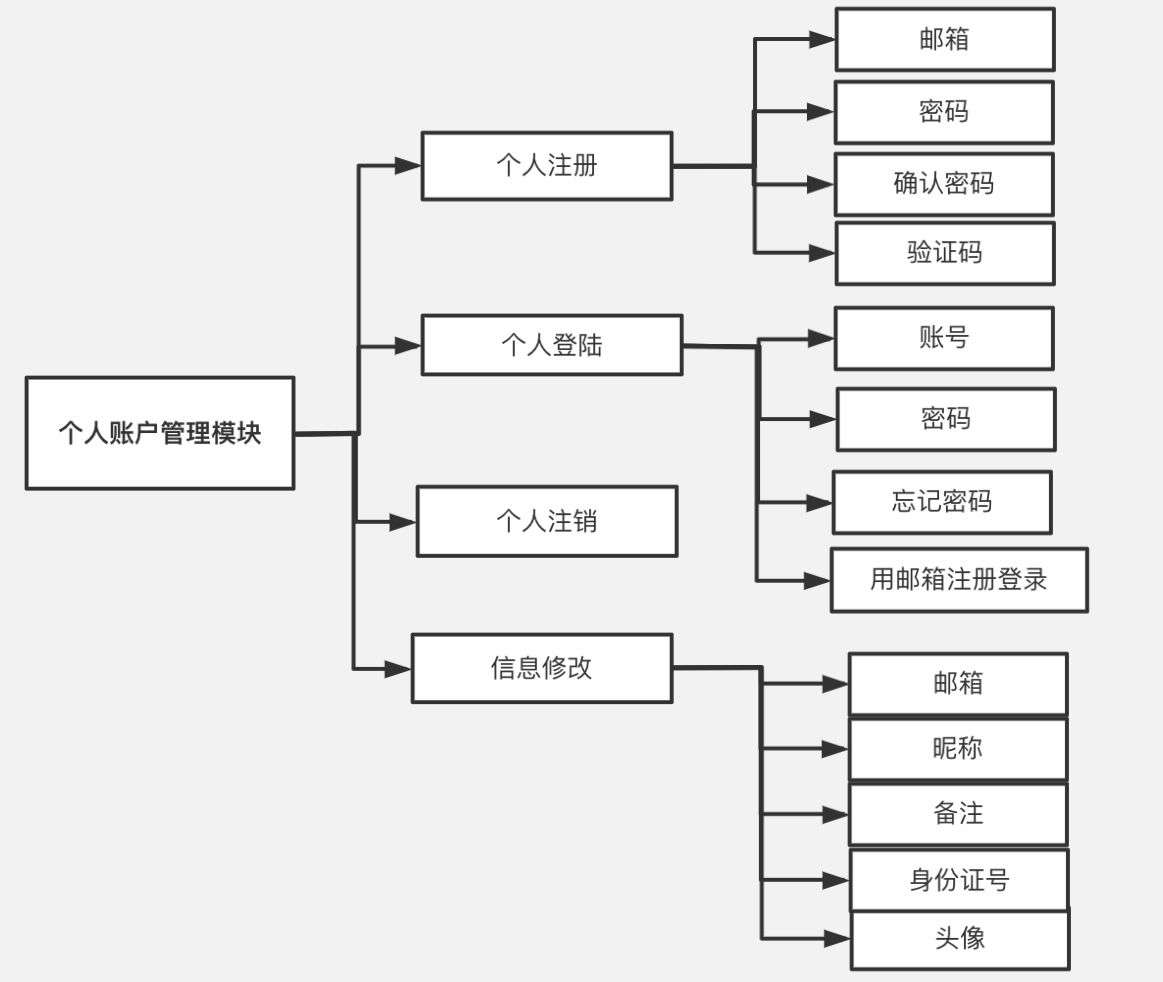 个人账户管理模块
个人注册
邮箱
密码
确认密码
验证码
个人登陆
账号
密码
忘记密码
用邮箱注册登录
个人注销
信息修改
邮箱
昵称
备注
身份证号
头像